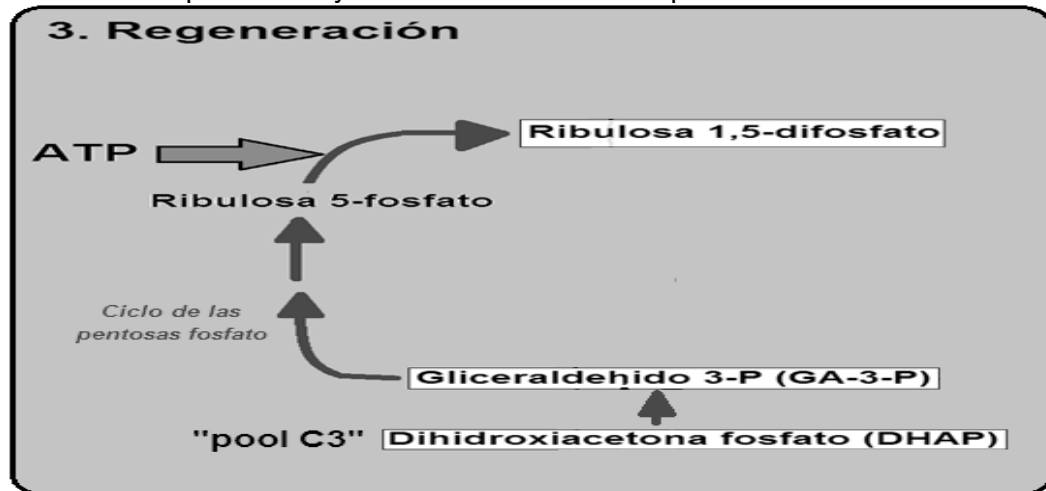 3. Regeneración
Ribulosa 1,5-difosfato
ATP
Ribulosa 5-fosfato
Ciclo de las
pentosas fosfato
Gliceraldehido 3-P (GA-3-P)
"pool C3" Dihidroxiacetona fosfato (DHAP)